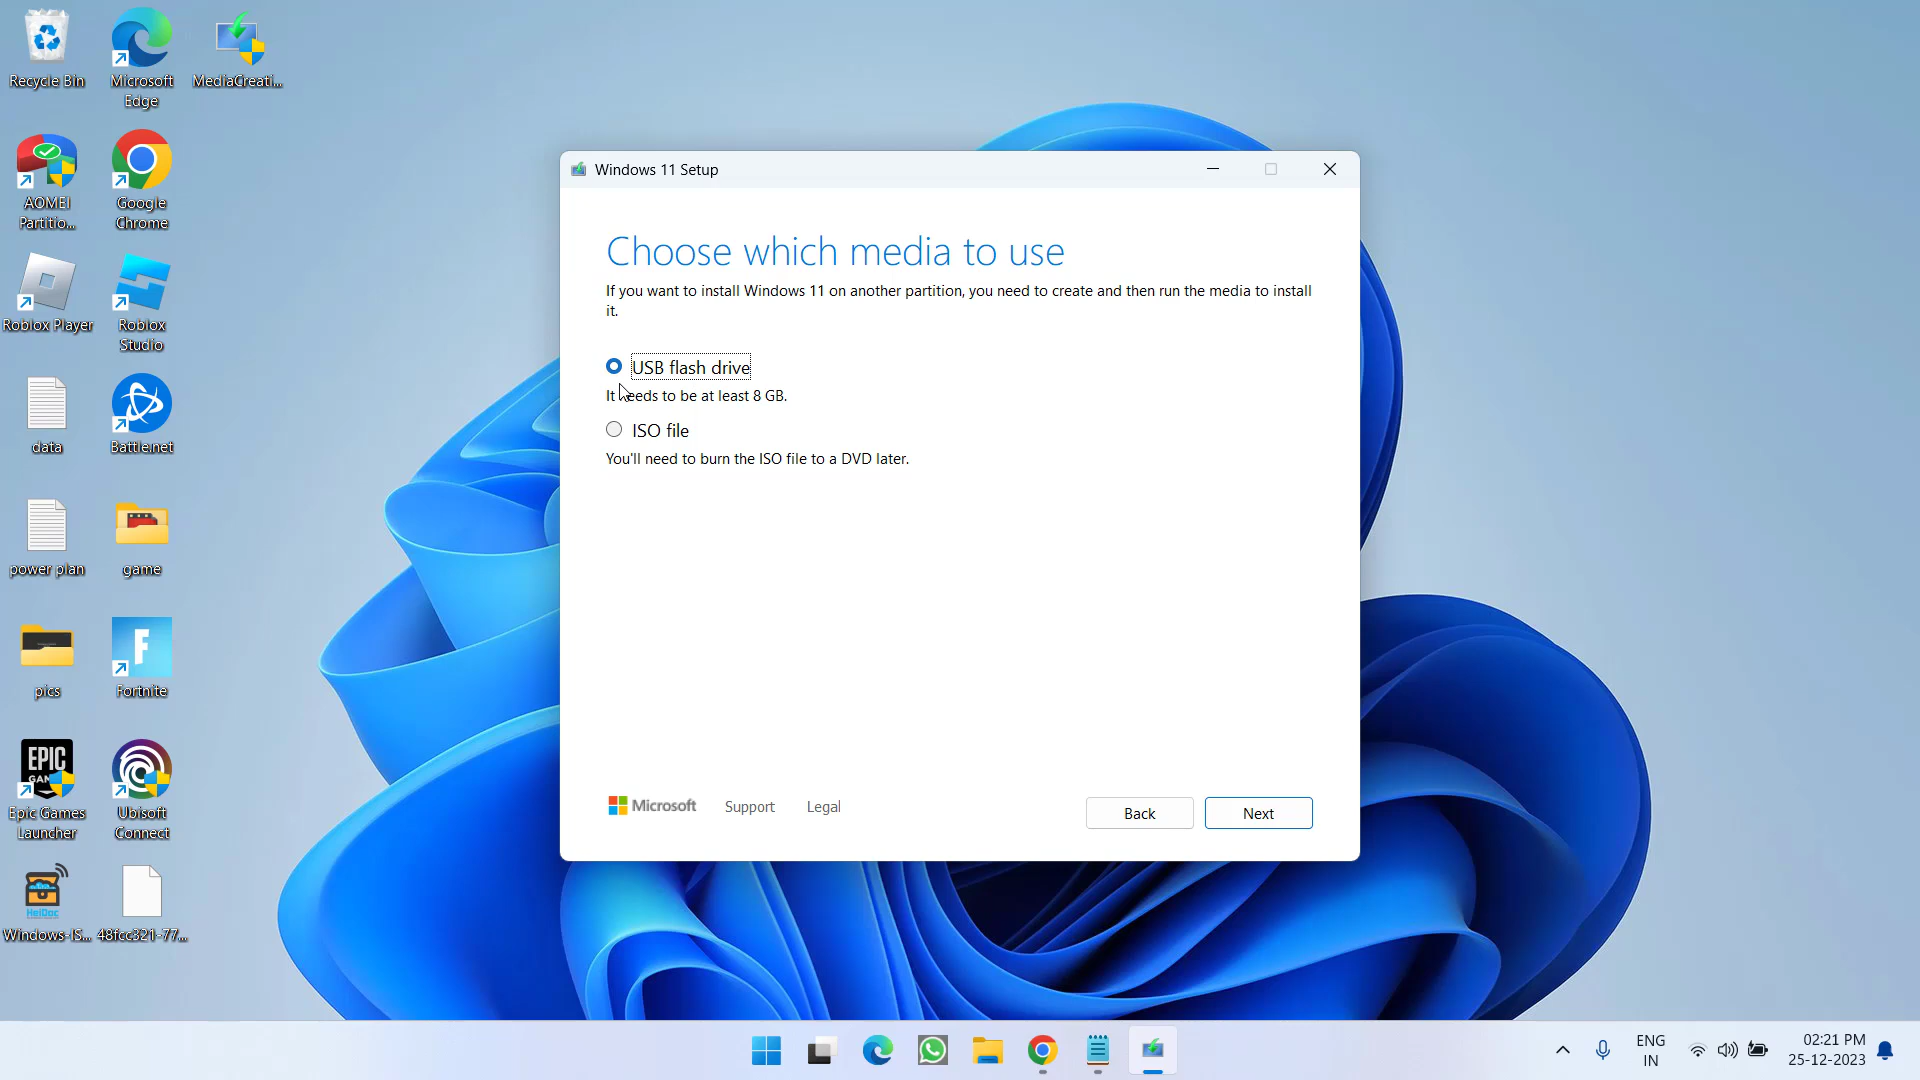 Recycle Bin
Microsoft
Edge
MediaCreati...
AOMEI
Partitio...
Google
Chrome
Roblox Player
Roblox
Studio
data
Battle.net
power plan
game
pics
Fortnite
EPIC
GAM
Epic Games
Launcher
Ubisoft
Connect
HeiDoc
Windows-IS...
48fcc321-77...
Windows 11 Setup
Choose which media to use
If you want to install Windows 11 on another partition, you need to create and then run the media to install
it.
USB flash drive
It needs to be at least 8 GB.
ISO file
You'll need to burn the ISO file to a DVD later.
Microsoft
Support
Legal
Back
Next
ENG
IN
02:21 PM
25-12-2023